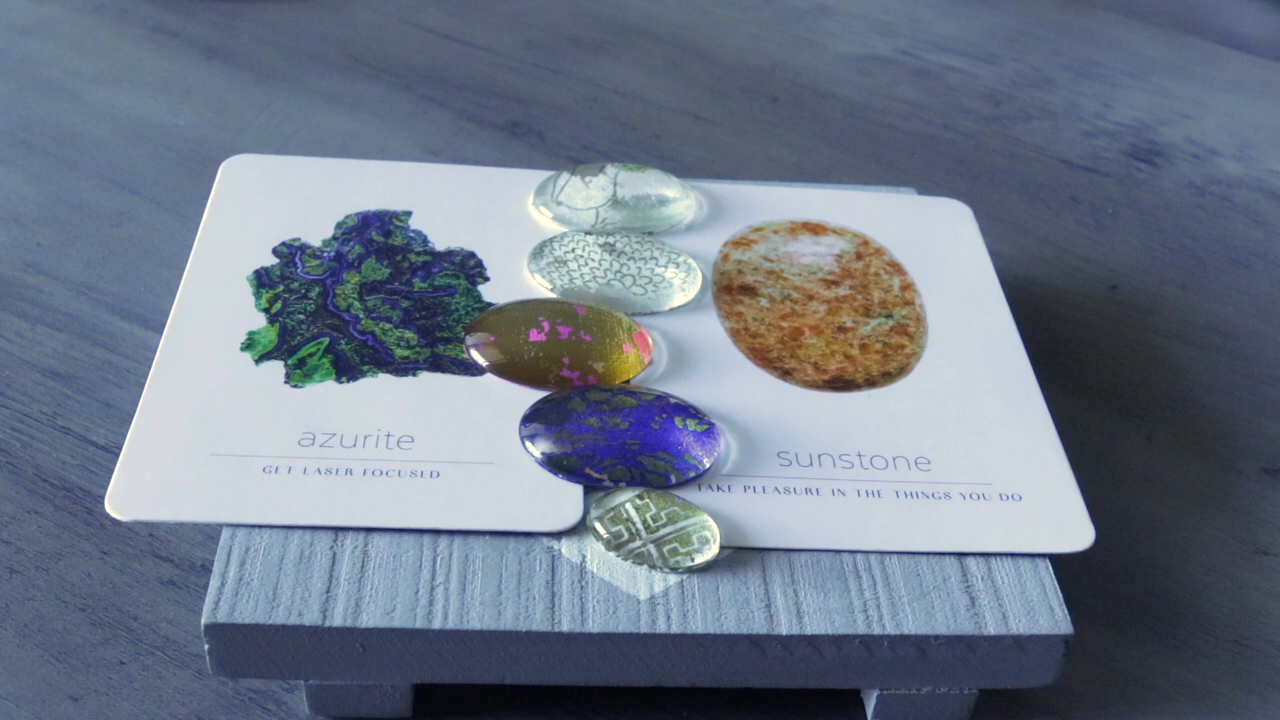 azurite
GET LASER FOCUSED
sunstone
TAKE PLEASURE IN THE THINGS YOU DO